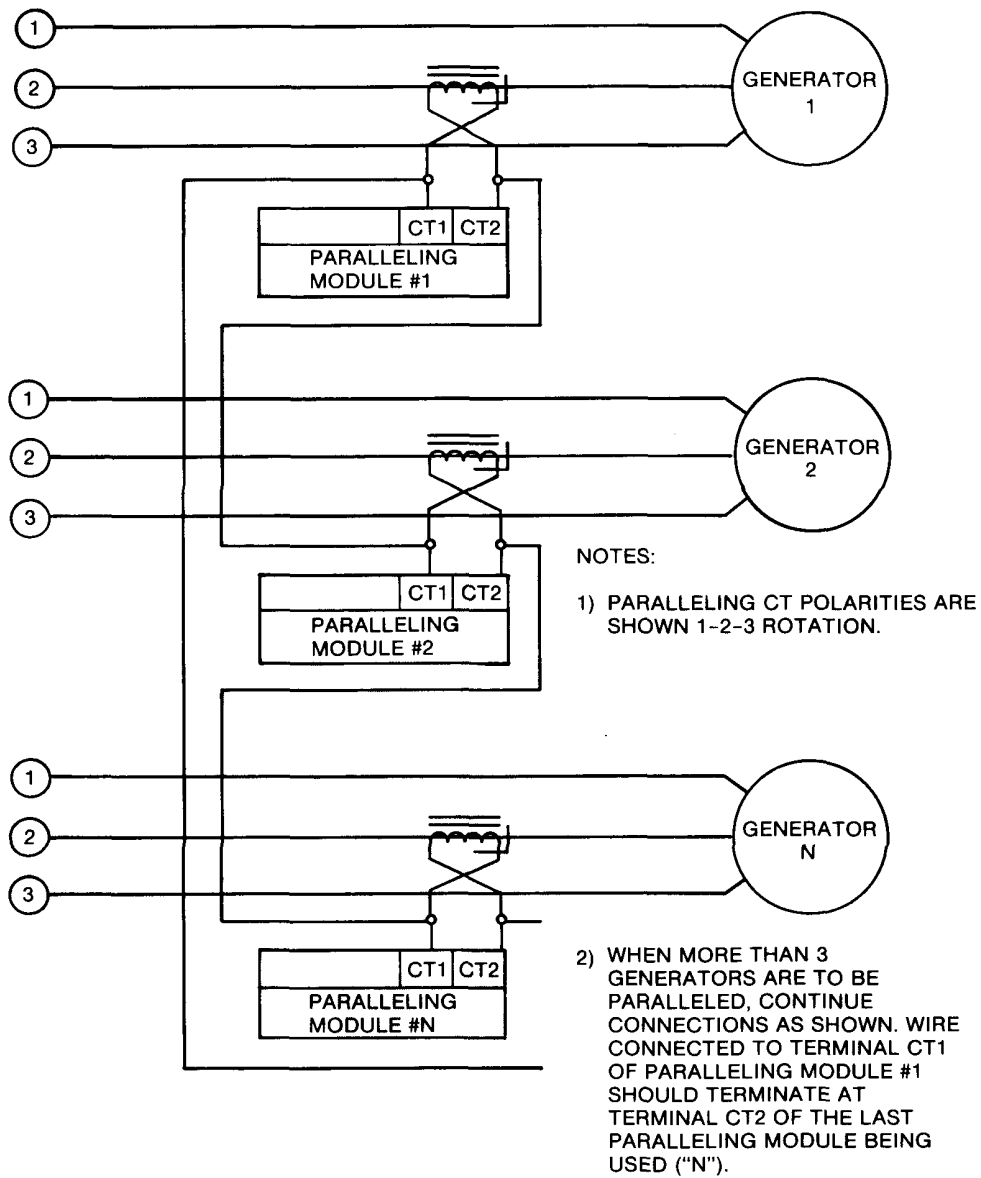 1
2
3
GENERATOR
1
CT1 CT2
PARALLELING
MODULE #1
1
2
3
GENERATOR
2
CT1 CT2
PARALLELING
MODULE #2
NOTES:
1) PARALLELING CT POLARITIES ARE
SHOWN 1-2-3 ROTATION.
1
2
3
GENERATOR
N
CT1 CT2
PARALLELING
MODULE #N
2) WHEN MORE THAN 3
GENERATORS ARE TO BE
PARALLELED, CONTINUE
CONNECTIONS AS SHOWN. WIRE
CONNECTED TO TERMINAL CT1
OF PARALLELING MODULE #1
SHOULD TERMINATE AT
TERMINAL CT2 OF THE LAST
PARALLELING MODULE BEING
USED (“N”).